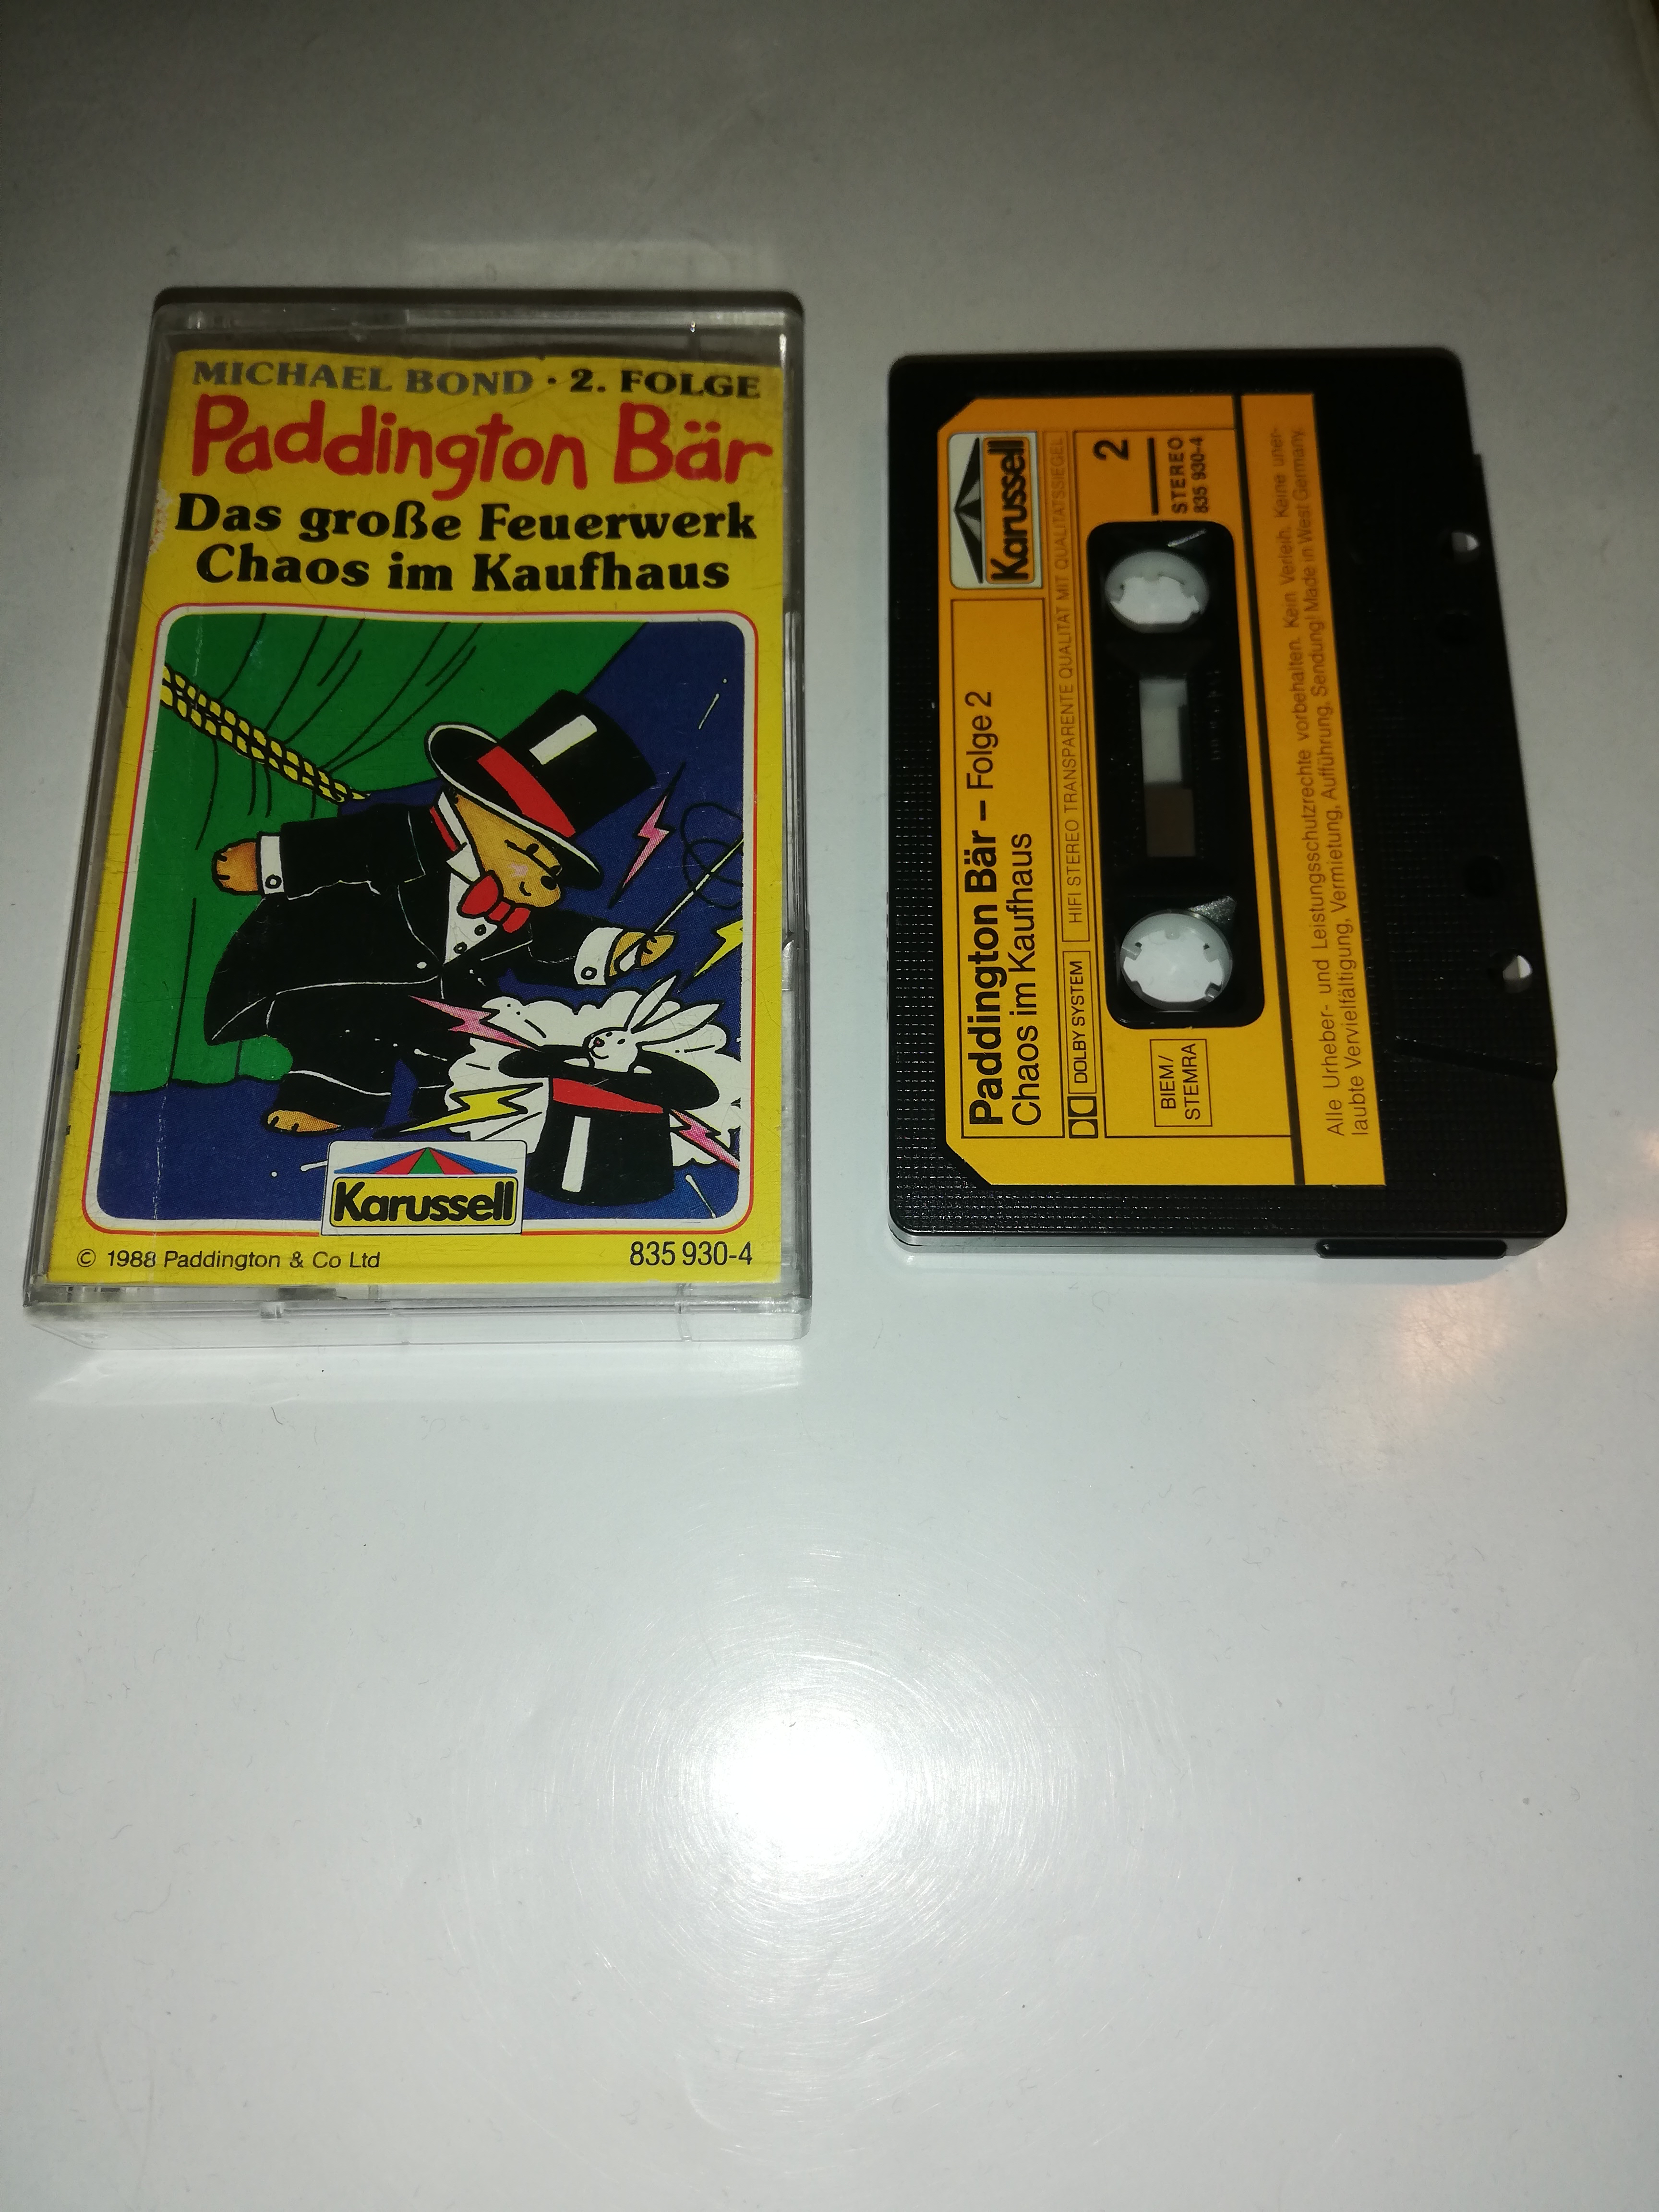 MICHAEL BOND · 2. FOLGE
Paddington Bär
Das große Feuerwerk
Chaos im Kaufhaus
Karussell
© 1988 Paddington & Co Ltd
835 930-4
Karussell
Paddington Bär – Folge 2
Chaos im Kaufhaus
DOLBY SYSTEM
HIFI STEREO TRANSPARENTE QUALITÄT MIT QUALITÄTSSIEGEL
2
STEREO
835 930-4
BIEM/
STEMRA
Alle Urheber- und Leistungsschutzrechte vorbehalten. Kein Verleih. Keine uner-
laubte Vervielfältigung, Vermietung, Aufführung, Sendung! Made in West Germany